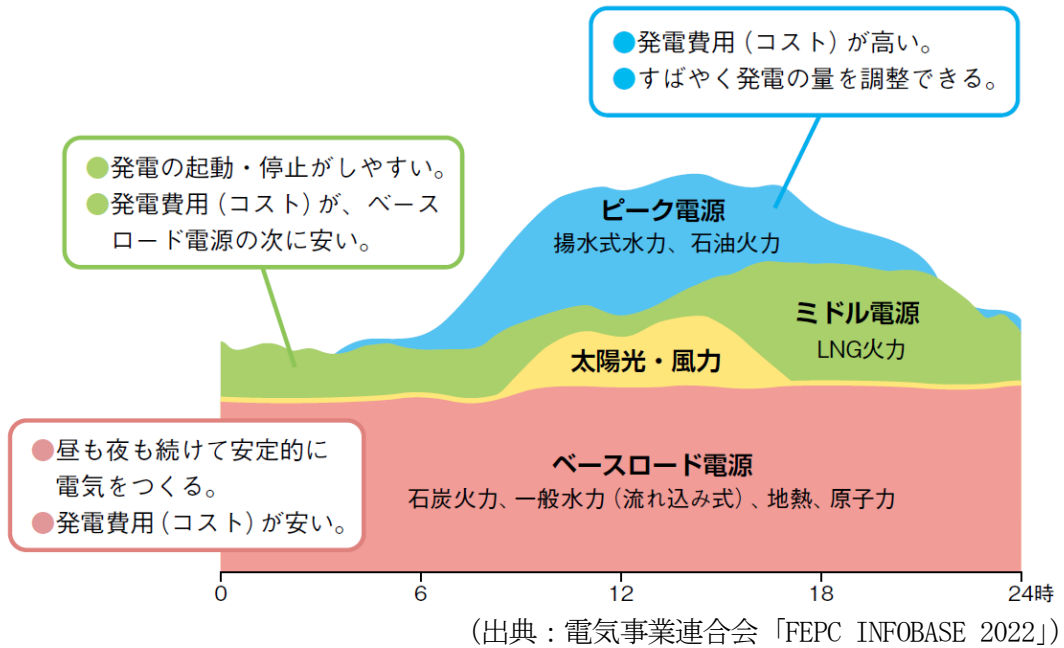 ●発電費用(コスト)が高い。
●すばやく発電の量を調整できる。
●発電の起動・停止がしやすい。
●発電費用(コスト)が、ベース
ロード電源の次に安い。
ピーク電源
揚水式水力、石油火力
ミドル電源
LNG火力
太陽光・風力
●昼も夜も続けて安定的に
電気をつくる。
●発電費用(コスト)が安い。
ベースロード電源
石炭火力、一般水力(流れ込み式)、地熱、原子力
0 6 12 18 24時
(出典:電気事業連合会「FEPC INFOBASE 2022」)